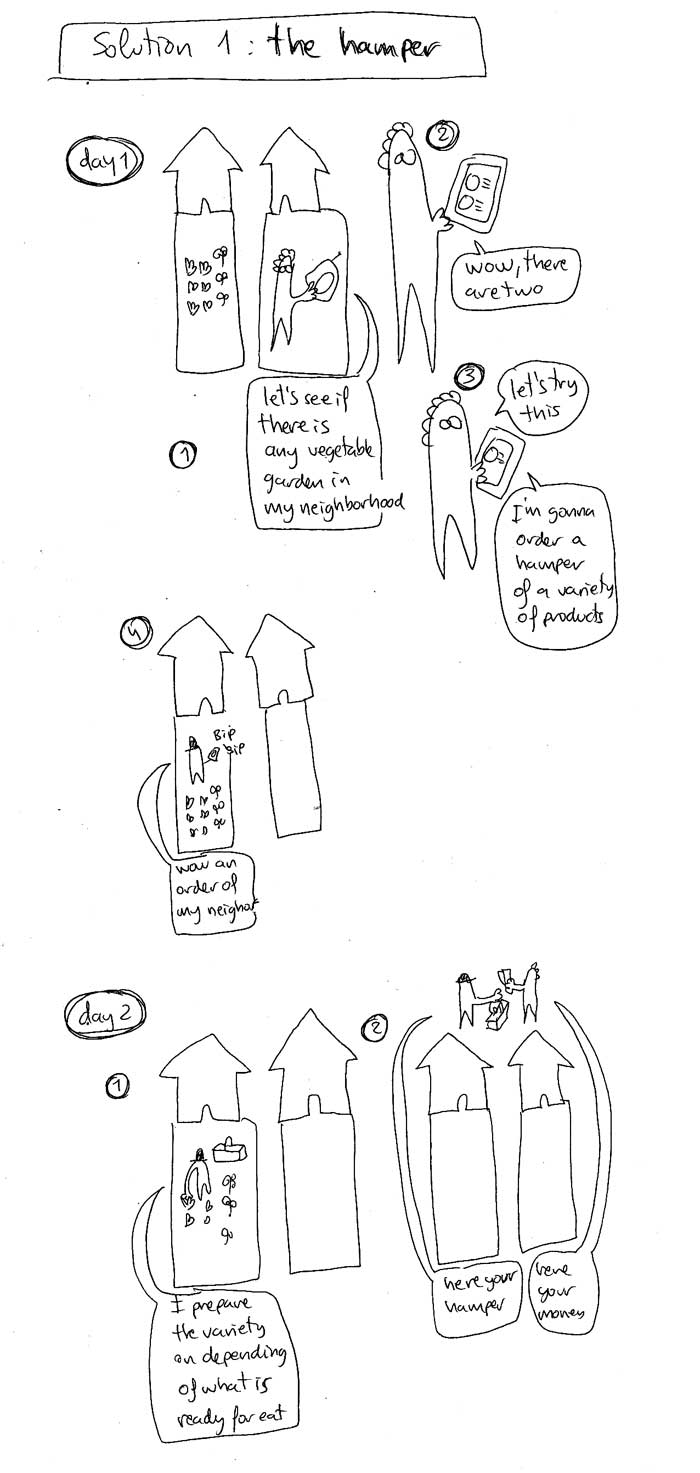 Solution 1: the hamper
day 1
2
wow, there
are two
let's see if
there is
any vegetable
garden in
my neighborhood
1
3
let's try
this
I'm gonna
order a
hamper
of a variety
of products
4
Bip
Bip
wow an
order of
my neighbor
day 2
1
2
I prepare
the variety
on depending
of what is
ready for eat
here your
hamper
here
your
money